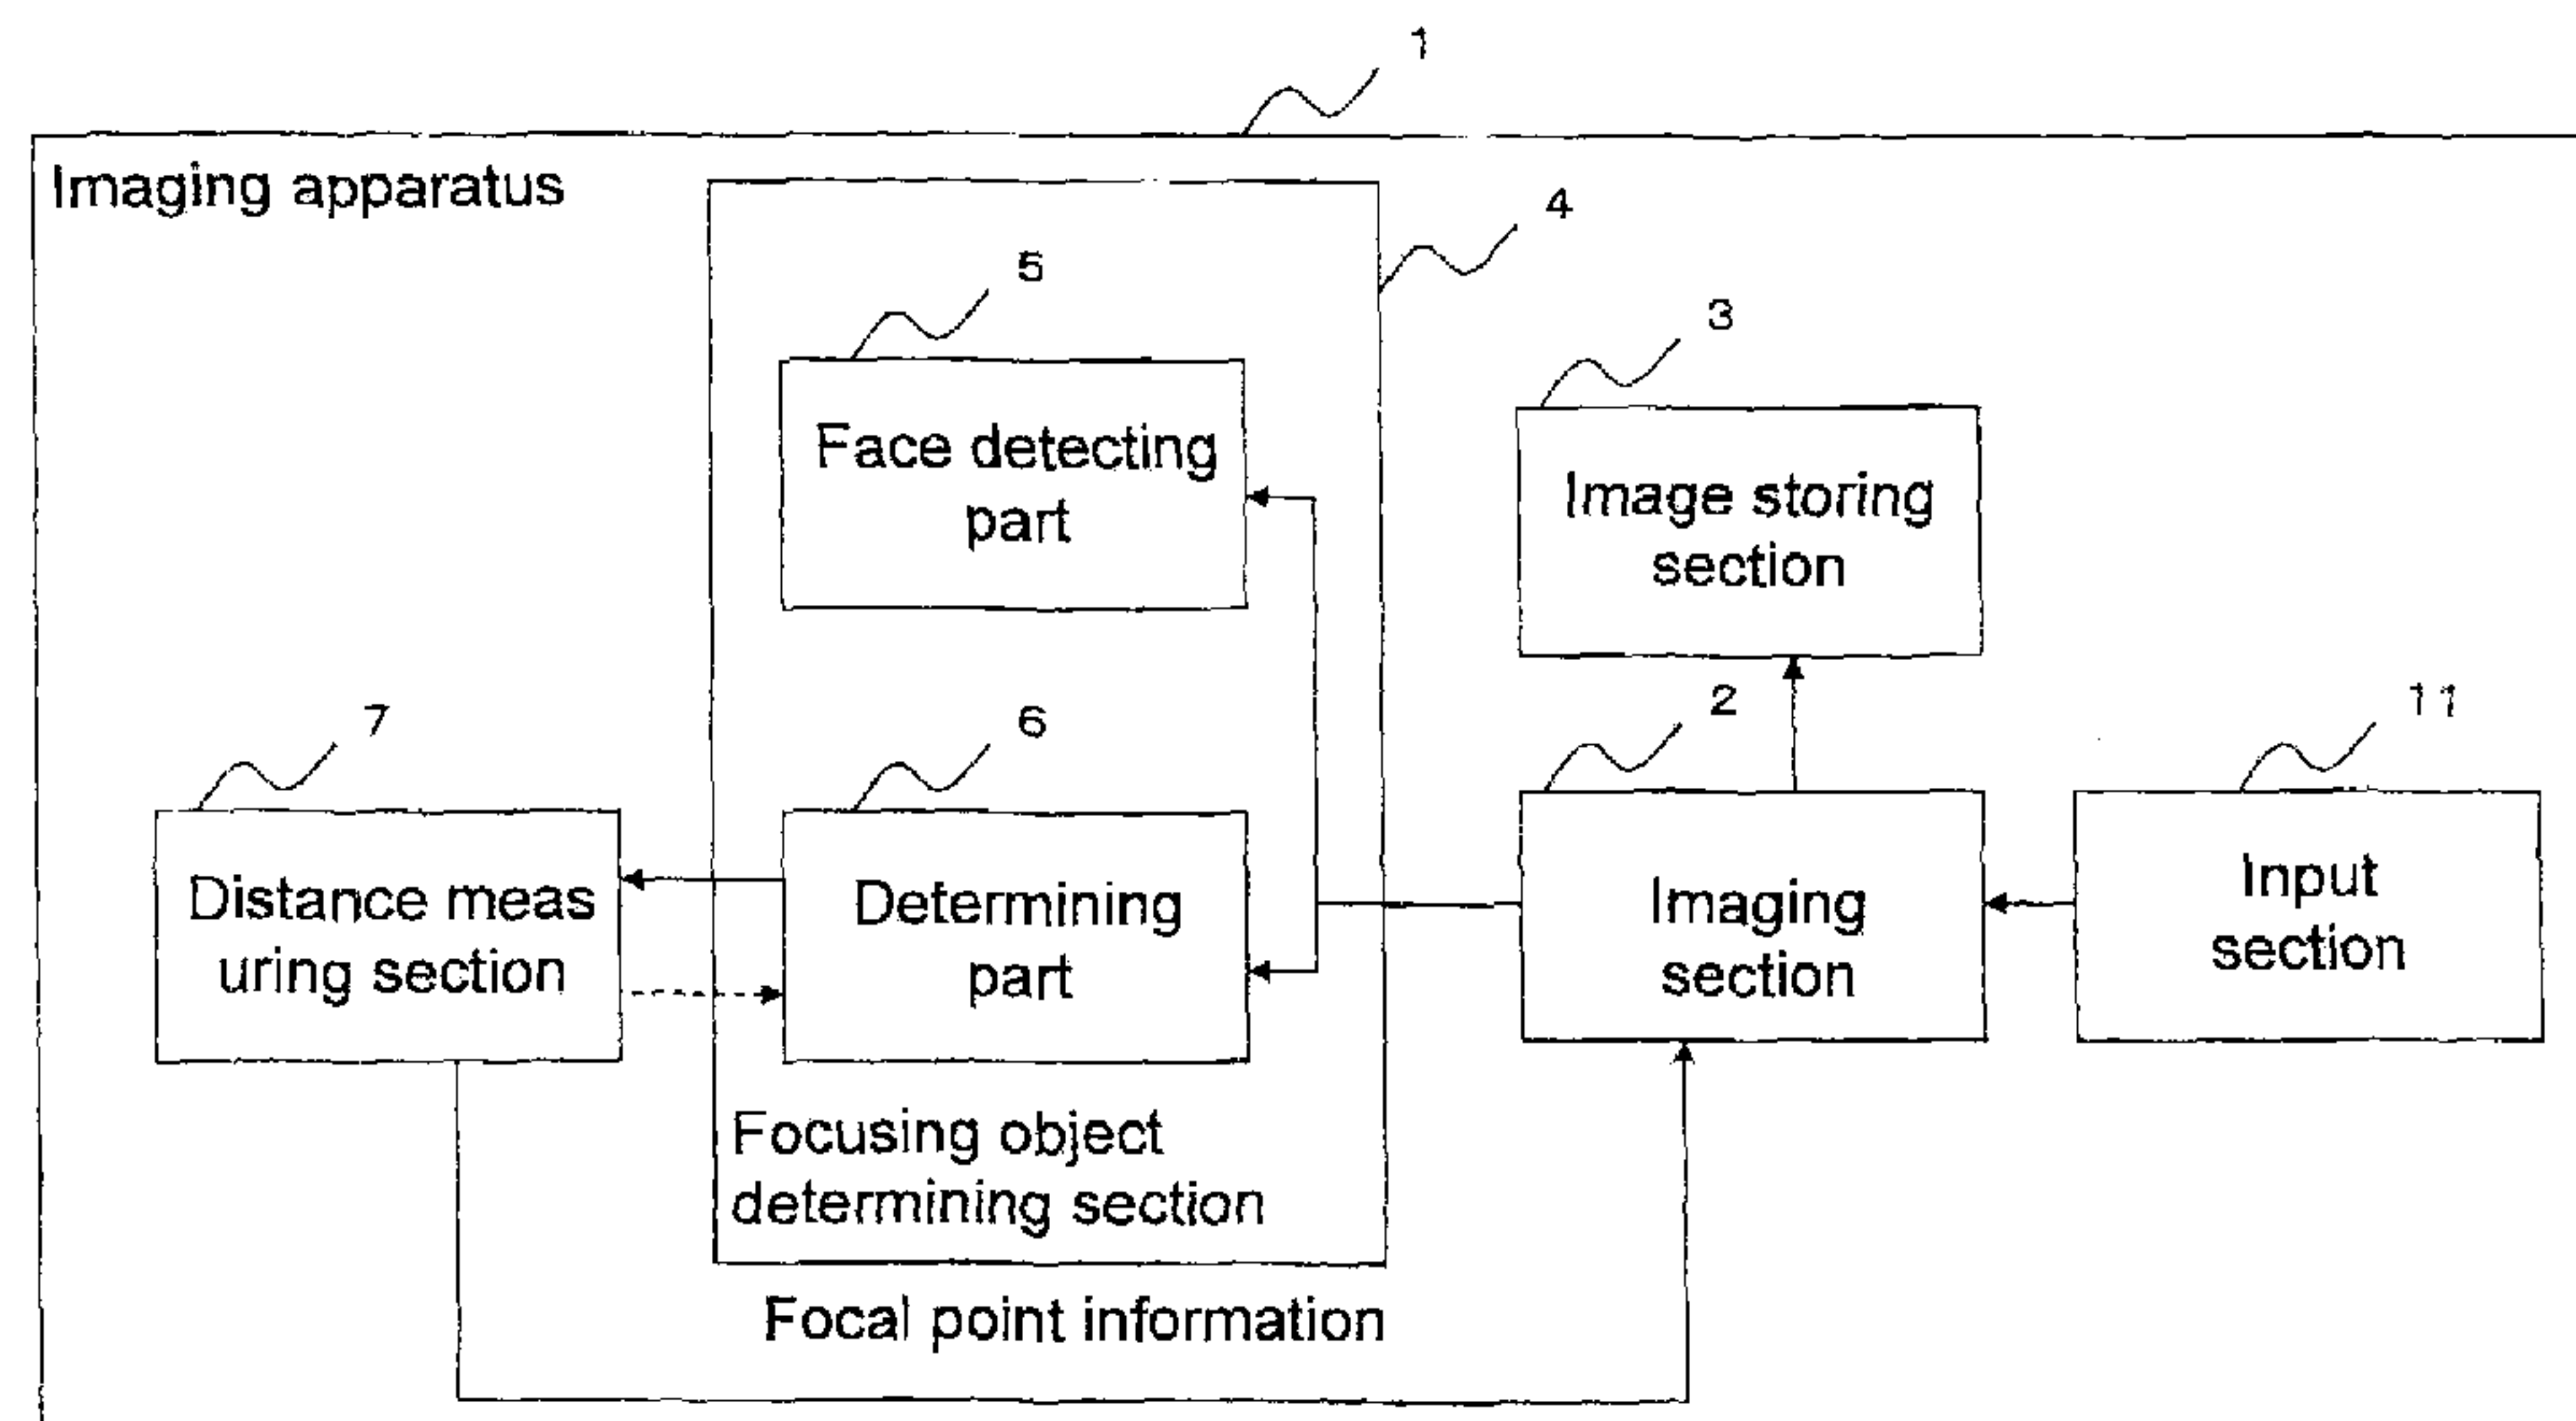 1
Imaging apparatus
4
5
3
Face detecting
part
Image storing
section
7
6
2
11
Distance meas
uring section
Determining
part
Imaging
section
Input
section
Focusing object
determining section
Focal point information